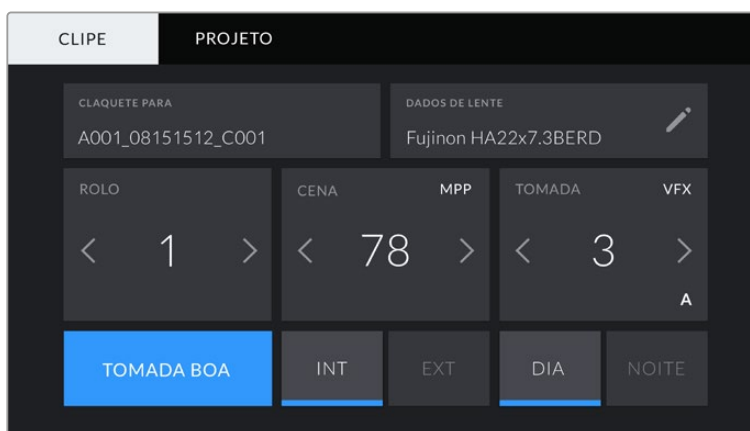 CLIPE PROJETO
CLAQUETE PARA DADOS DE LENTE
A001_08151512_C001 Fujinon HA22x7.3BERD
ROLO CENA MPP TOMADA VFX
< 1 > < 78 > < 3 >
A
TOMADA BOA INT EXT DIA NOITE